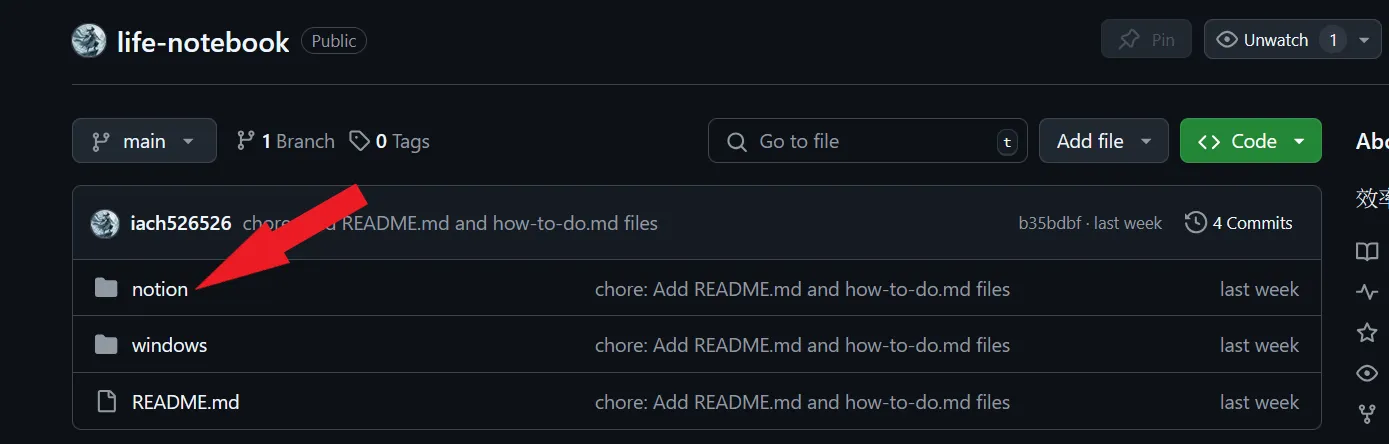 life-notebook Public Pin Unwatch 1
main 1 Branch 0 Tags Go to file t Add file Code
iach526526 chore: README.md and how-to-do.md files b35bdbf · last week 4 Commits
notion chore: Add README.md and how-to-do.md files last week
windows chore: Add README.md and how-to-do.md files last week
README.md chore: Add README.md and how-to-do.md files last week
效